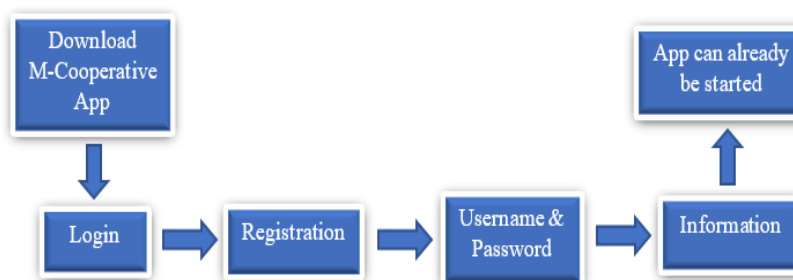 Download
M-Cooperative
App
App can already
be started
Login
Registration
Username &
Password
Information